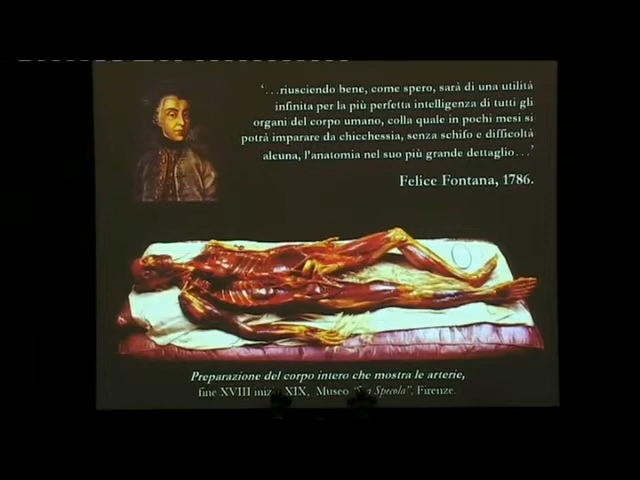 '…riuscendo bene, come spero, sarà di una utilità
infinita per la più perfetta intelligenza di tutti gli
organi del corpo umano, colla quale in pochi mesi si
potrà imparare da chicchessia, senza schifo e difficoltà
alcuna, l'anatomia nel suo più grande dettaglio…'
Felice Fontana, 1786.
Preparazione del corpo intero che mostra le arterie,
fine XVIII inizio XIX, Museo "La Specola", Firenze.